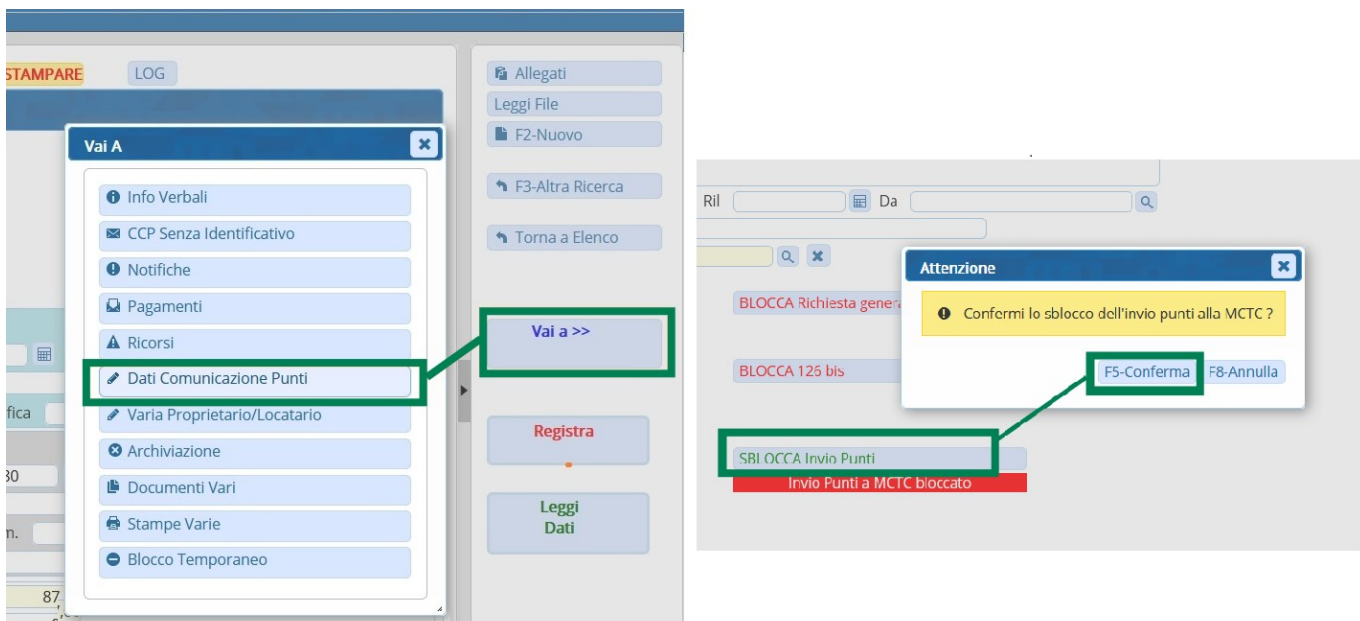 STAMPARE
LOG
Allegati
Leggi File
F2-Nuovo
F3-Altra Ricerca
Torna a Elenco
Vai a >>
Registra
Leggi
Dati
Vai A
Info Verbali
CCP Senza Identificativo
Notifiche
Pagamenti
Ricorsi
Dati Comunicazione Punti
Varia Proprietario/Locatario
Archiviazione
Documenti Vari
Stampe Varie
Blocco Temporaneo
fica
30
m.
87,
Ril
Da
BLOCCA Richiesta genera
BLOCCA 126 bis
SBLOCCA Invio Punti
Invio Punti a MCTC bloccato
Attenzione
Confermi lo sblocco dell'invio punti alla MCTC ?
F5-Conferma F8-Annulla